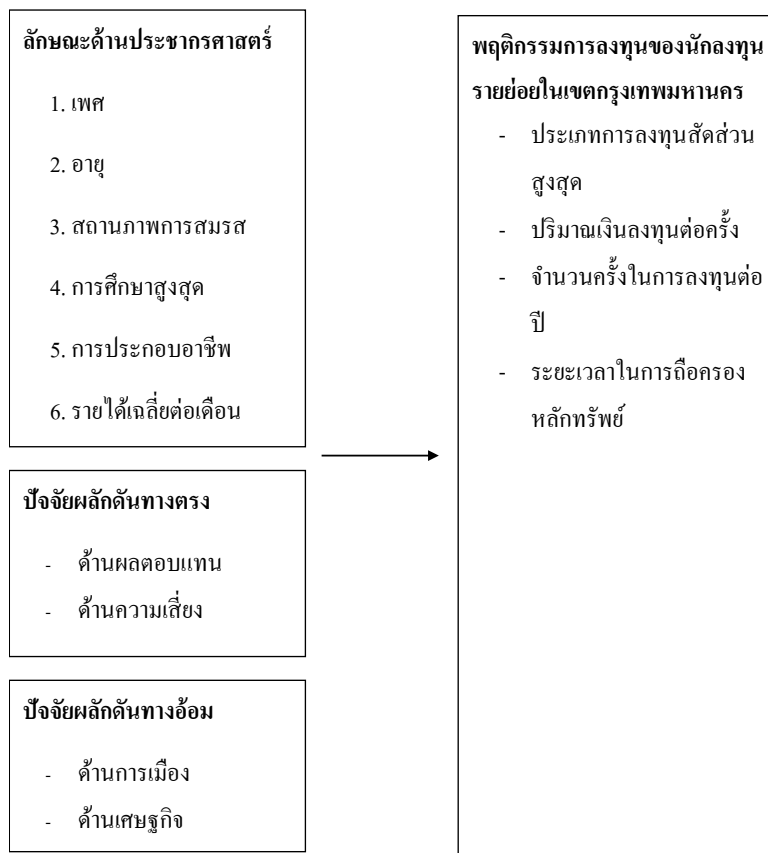 ลักษณะด้านประชากรศาสตร์
1. เพศ
2. อายุ
3. สถานภาพการสมรส
4. การศึกษาสูงสุด
5. การประกอบอาชีพ
6. รายได้เฉลี่ยต่อเดือน
ปัจจัยผลักดันทางตรง
- ด้านผลตอบแทน
- ด้านความเสี่ยง
ปัจจัยผลักดันทางอ้อม
- ด้านการเมือง
- ด้านเศรษฐกิจ
พฤติกรรมการลงทุนของนักลงทุน
รายย่อยในเขตกรุงเทพมหานคร
- ประเภทการลงทุนสัดส่วน
สูงสุด
- ปริมาณเงินลงทุนต่อครั้ง
- จำนวนครั้งในการลงทุนต่อ
ปี
- ระยะเวลาในการถือครอง
หลักทรัพย์